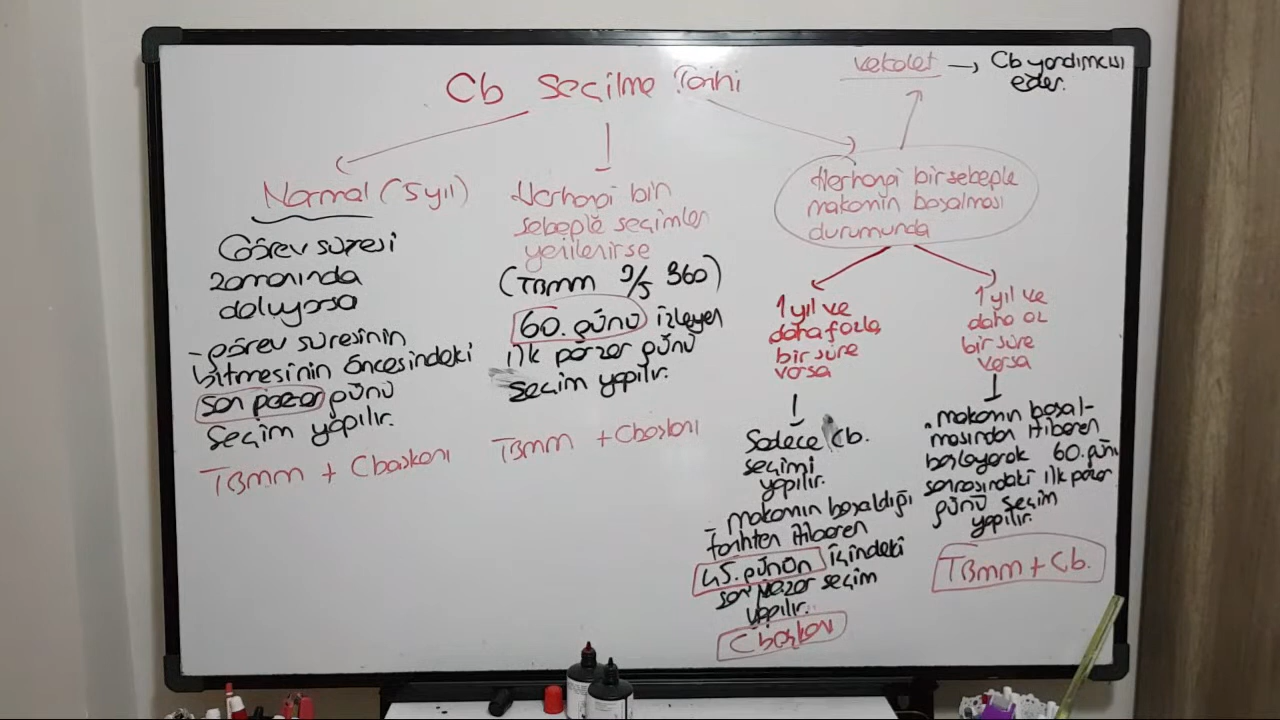 Cb Seçilme Tarihi
vekalet → Cb yardımcısı
eder.
Normal (5 yıl)
Görev süresi
zamanında
doluyorsa
- görev süresinin
bitmesinin öncesindeki
son pazar günü
seçim yapılır.
TBMM + Cbaşkanı
Herhangi bir
sebeple seçimler
yenilenirse
(TBMM 3/5 360)
60. günü izleyen
ilk pazar günü
seçim yapılır.
TBMM + Cbaşkanı
Herhangi bir sebeple
makamın boşalması
durumunda
1 yıl ve
daha fazla
bir süre
varsa
Sadece Cb.
seçimi
yapılır.
- makamın boşaldığı
tarihten itibaren
45. günün içindeki
son pazar seçim
yapılır.
Cbaşkan
1 yıl ve
daha az
bir süre
varsa
. makamın boşal-
masından itibaren
başlayarak 60. günü
sonrasındaki ilk pazar
günü seçim
yapılır.
TBMM + Cb.